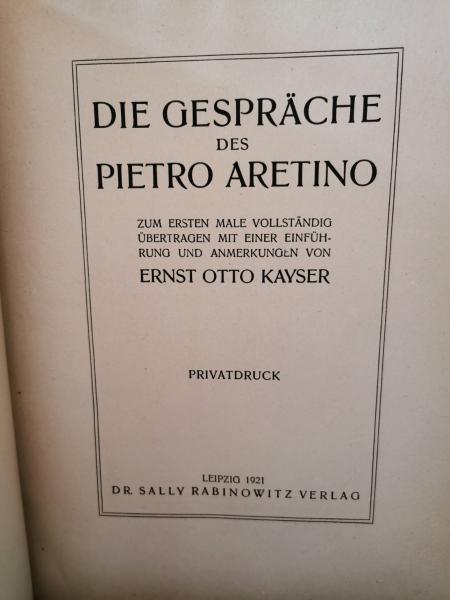 DIE GESPRÄCHE
DES
PIETRO ARETINO
ZUM ERSTEN MALE VOLLSTÄNDIG
ÜBERTRAGEN MIT EINER EINFÜH-
RUNG UND ANMERKUNGEN VON
ERNST OTTO KAYSER
PRIVATDRUCK
LEIPZIG 1921
DR. SALLY RABINOWITZ VERLAG